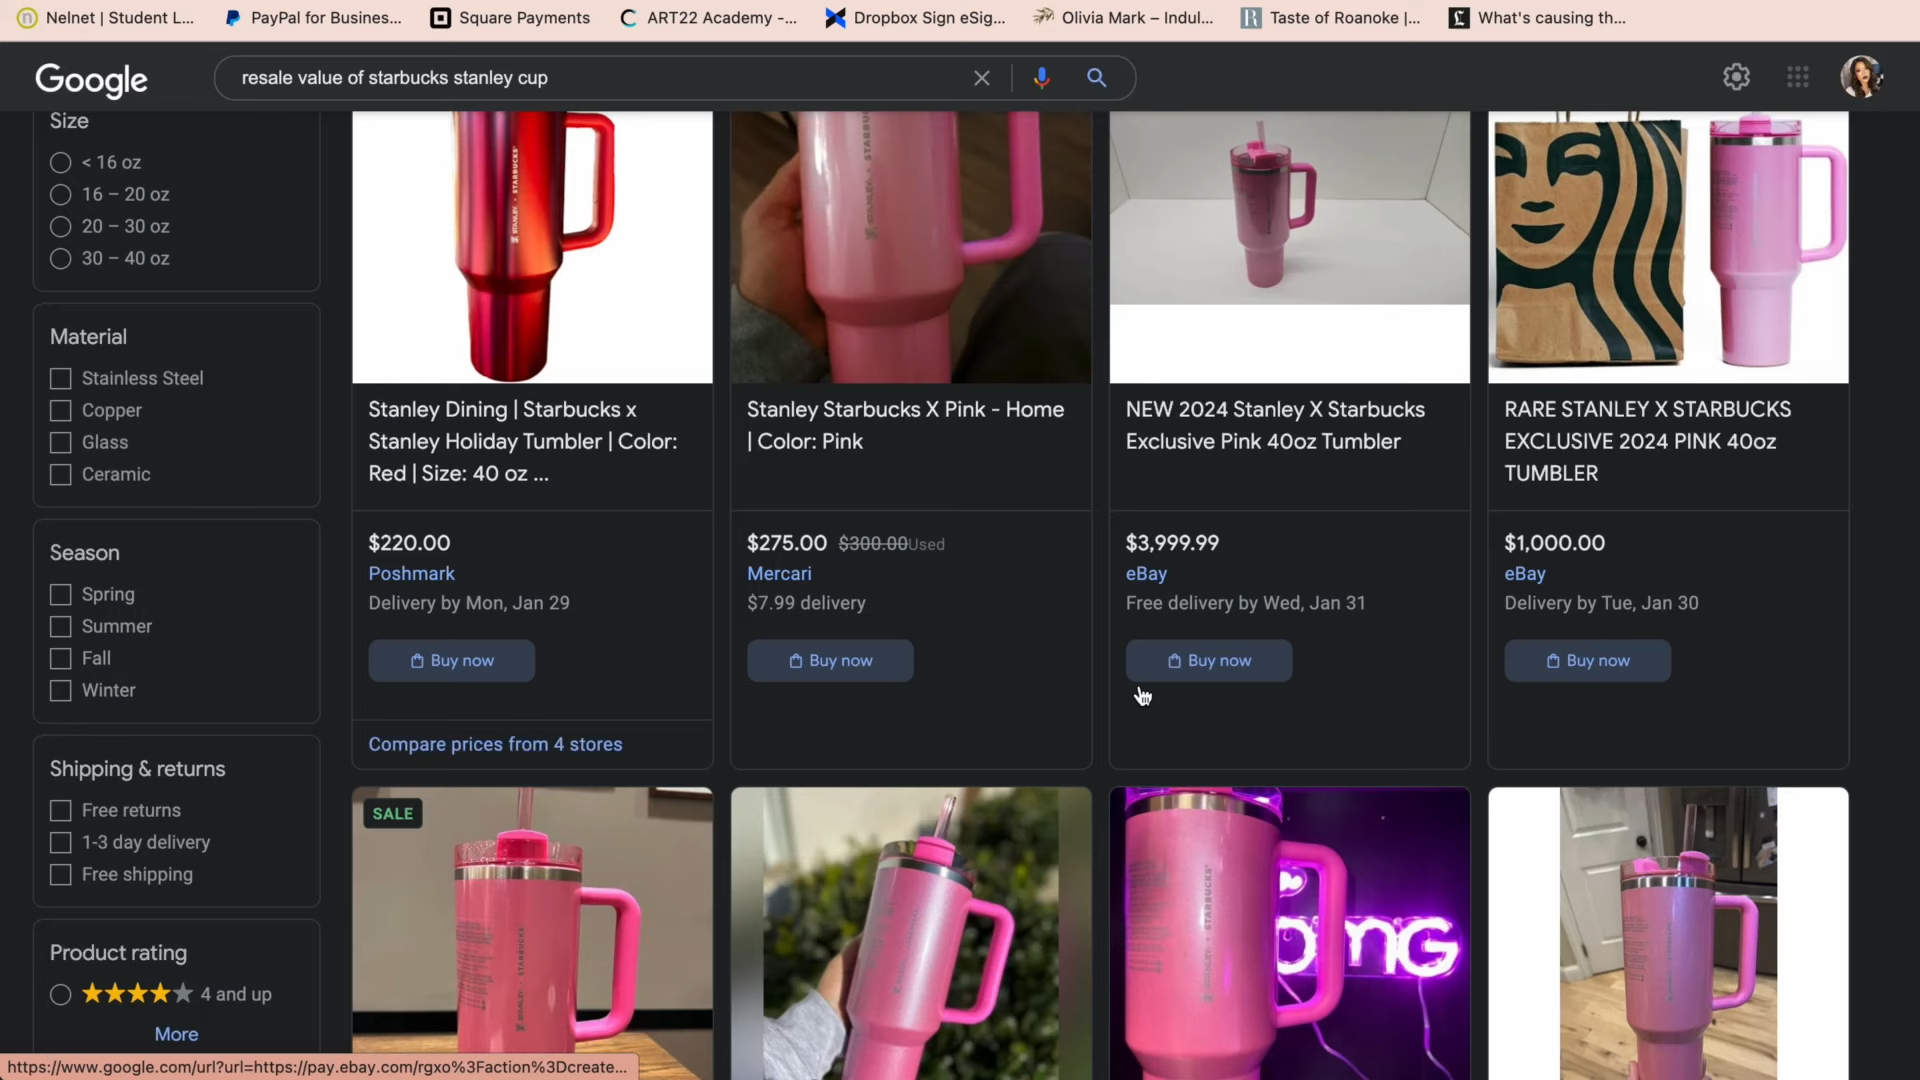 Nelnet | Student L...
PayPal for Busines...
Square Payments
ART22 Academy -...
Dropbox Sign eSig...
Olivia Mark – Indul...
Taste of Roanoke |...
What's causing th...
Google
resale value of starbucks stanley cup
Size
< 16 oz
16 – 20 oz
20 – 30 oz
30 – 40 oz
Material
Stainless Steel
Copper
Glass
Ceramic
Season
Spring
Summer
Fall
Winter
Shipping & returns
Free returns
1-3 day delivery
Free shipping
Product rating
4 and up
More
STANLEY + STARBUCKS
Stanley Dining | Starbucks x
Stanley Holiday Tumbler | Color:
Red | Size: 40 oz ...
$220.00
Poshmark
Delivery by Mon, Jan 29
Buy now
Compare prices from 4 stores
Stanley Starbucks X Pink - Home
| Color: Pink
$275.00 $300.00Used
Mercari
$7.99 delivery
Buy now
NEW 2024 Stanley X Starbucks
Exclusive Pink 40oz Tumbler
$3,999.99
eBay
Free delivery by Wed, Jan 31
Buy now
RARE STANLEY X STARBUCKS
EXCLUSIVE 2024 PINK 40oz
TUMBLER
$1,000.00
eBay
Delivery by Tue, Jan 30
Buy now
SALE
STANLEY + STARBUCKS
STANLEY + STARBUCKS
omG
https://www.google.com/url?url=https://pay.ebay.com/rgxo%3Faction%3Dcreate...